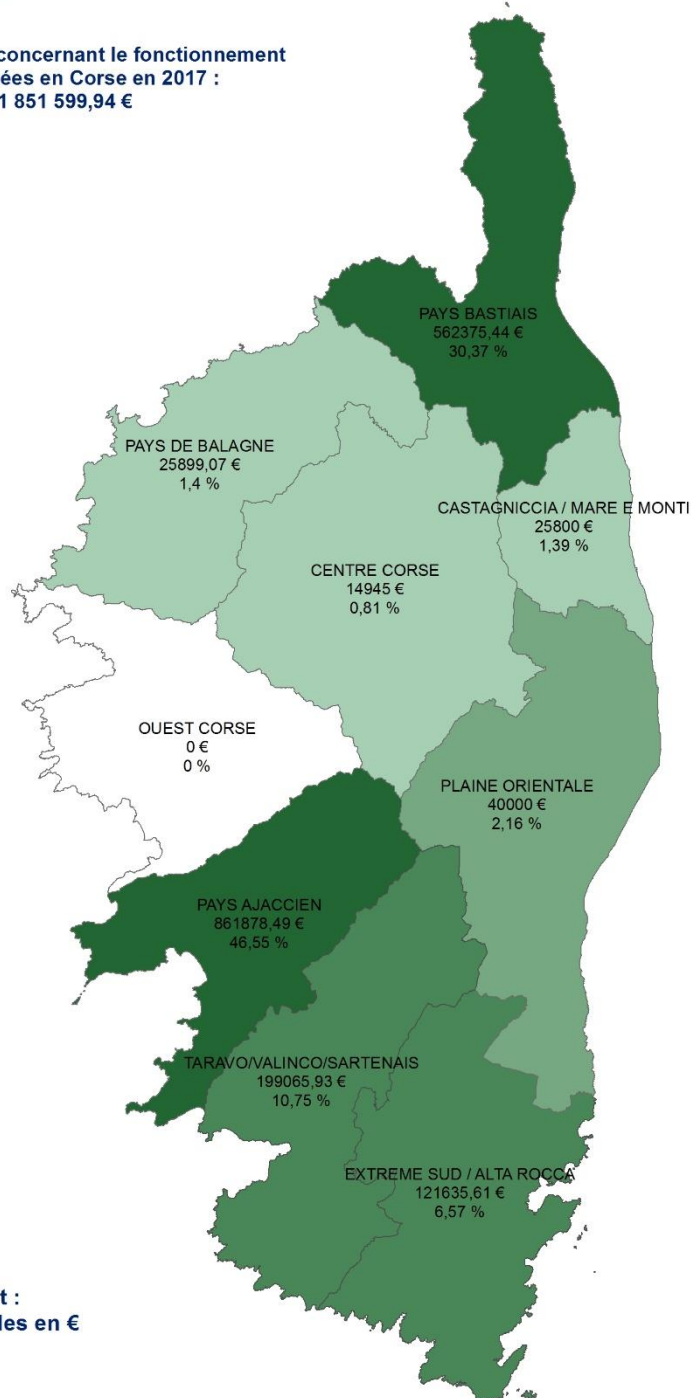 concernant le fonctionnement
ées en Corse en 2017 :
1 851 599,94 €
PAYS BASTIAIS
562375,44 €
30,37 %
PAYS DE BALAGNE
25899,07 €
1,4 %
CASTAGNICCIA / MARE E MONTI
25800 €
1,39 %
CENTRE CORSE
14945 €
0,81 %
OUEST CORSE
0 €
0 %
PLAINE ORIENTALE
40000 €
2,16 %
PAYS AJACCIEN
861878,49 €
46,55 %
TARAVO/VALINCO/SARTENAIS
199065,93 €
10,75 %
EXTREME SUD / ALTA ROCCA
121635,61 €
6,57 %
t :
les en €